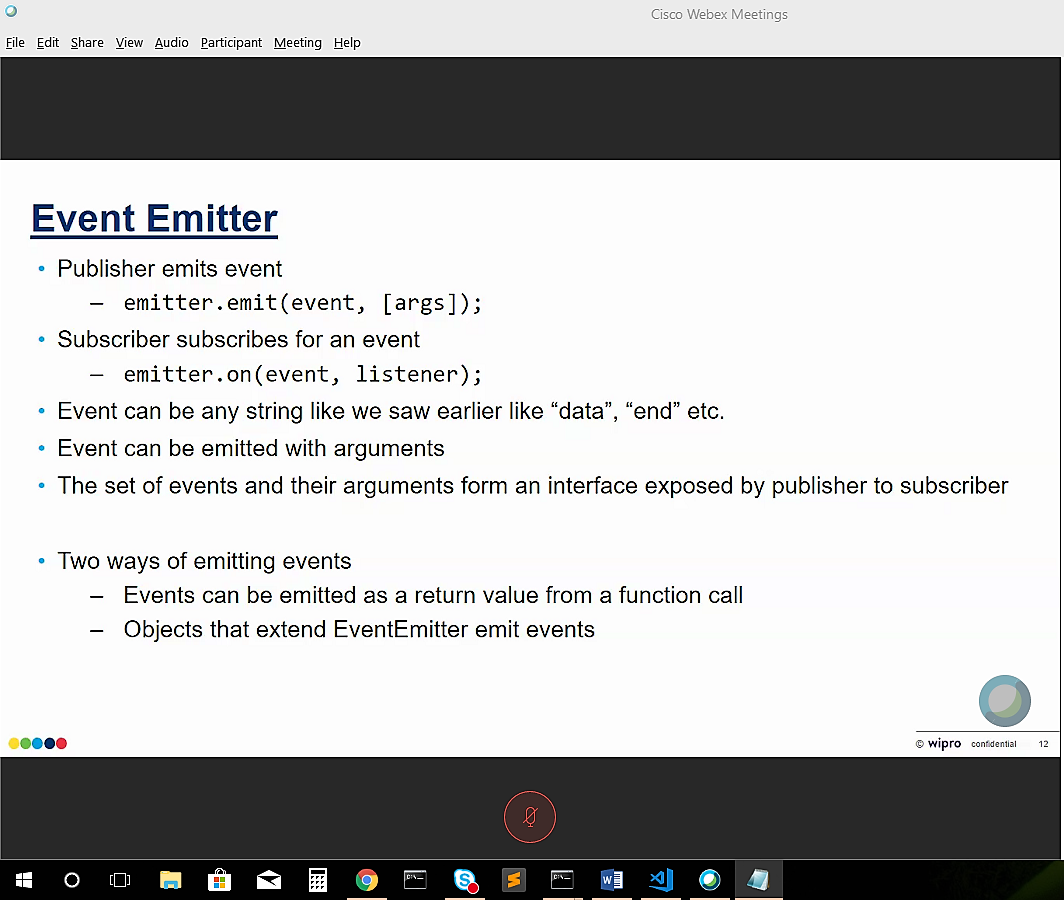 Cisco Webex Meetings
File Edit Share View Audio Participant Meeting Help
Event Emitter
• Publisher emits event
– emitter.emit(event, [args]);
• Subscriber subscribes for an event
– emitter.on(event, listener);
• Event can be any string like we saw earlier like “data”, “end” etc.
• Event can be emitted with arguments
• The set of events and their arguments form an interface exposed by publisher to subscriber
• Two ways of emitting events
– Events can be emitted as a return value from a function call
– Objects that extend EventEmitter emit events
© wipro confidential 12